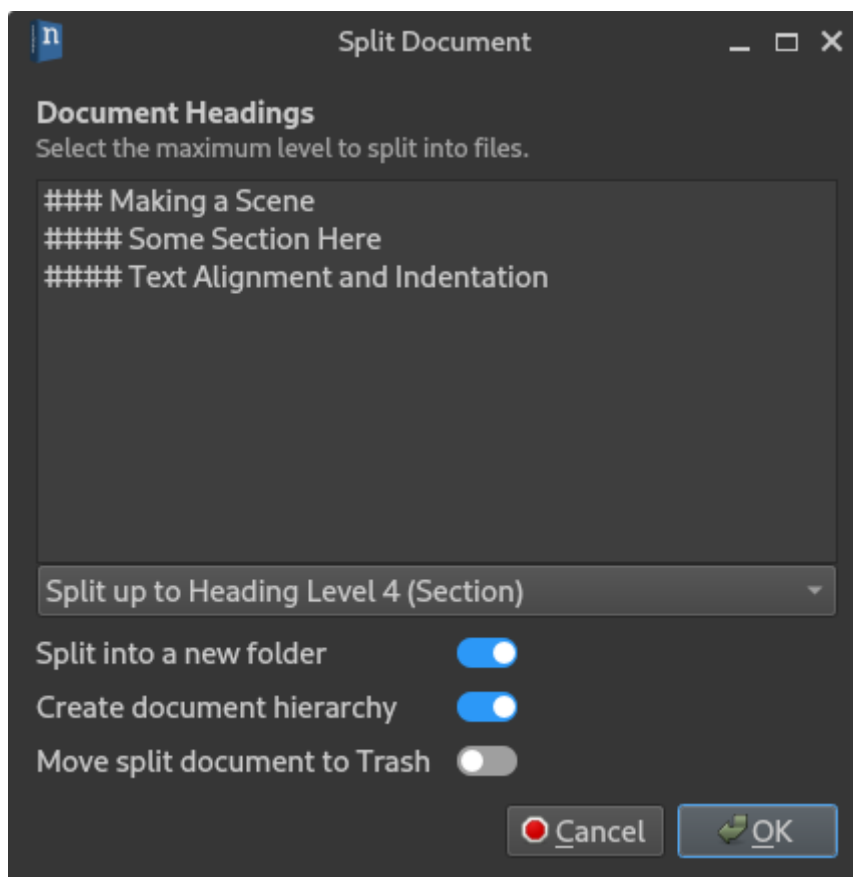 n
Split Document
Document Headings
Select the maximum level to split into files.
### Making a Scene
#### Some Section Here
#### Text Alignment and Indentation
Split up to Heading Level 4 (Section)
Split into a new folder
Create document hierarchy
Move split document to Trash
Cancel
OK